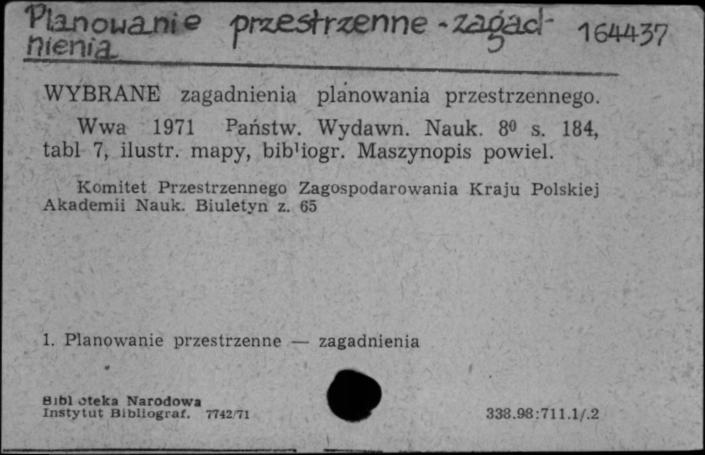 Planowanie przestrzenne - zagad- 164437
nienia
WYBRANE zagadnienia planowania przestrzennego.
Wwa 1971 Państw. Wydawn. Nauk. 8⁰ s. 184,
tabl 7, ilustr. mapy, bibliogr. Maszynopis powiel.
Komitet Przestrzennego Zagospodarowania Kraju Polskiej
Akademii Nauk. Biuletyn z. 65
1. Planowanie przestrzenne — zagadnienia
Biblioteka Narodowa
Instytut Bibliograf. 7742/71 338.98:711.1/.2